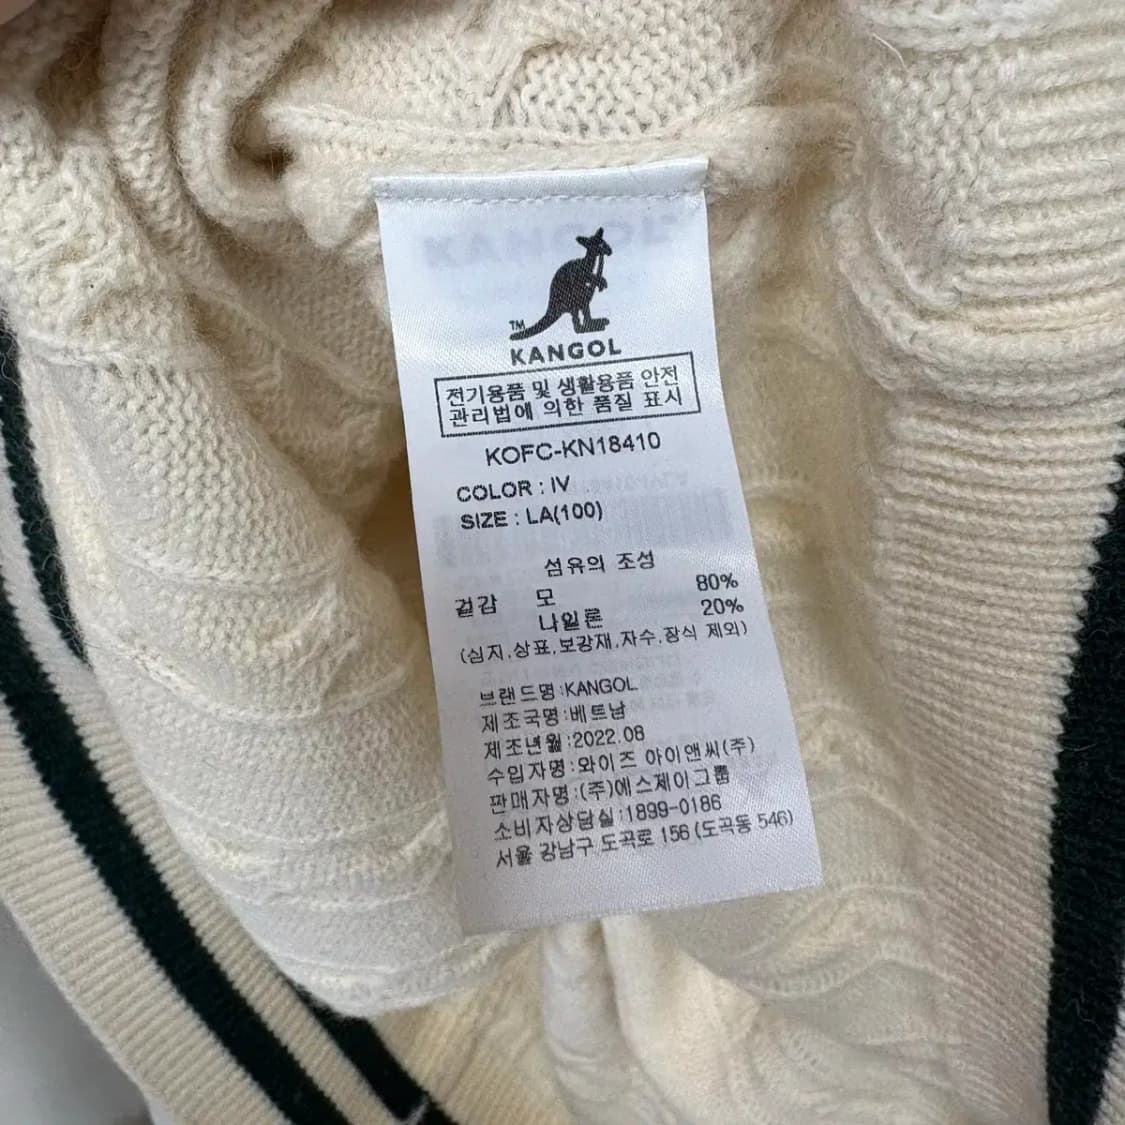 TM
KANGOL
전기용품 및 생활용품 안전
관리법에 의한 품질 표시
KOFC-KN18410
COLOR : IV
SIZE : LA(100)
섬유의 조성
겉감 모 80%
나일론 20%
(심지,상표,보강재,자수,장식 제외)
브랜드명:KANGOL
제조국명:베트남
제조년월:2022.08
수입자명:와이즈 아이앤씨(주)
판매자명:(주)에스제이그룹
소비자상담실:1899-0186
서울 강남구 도곡로 156 (도곡동 546)